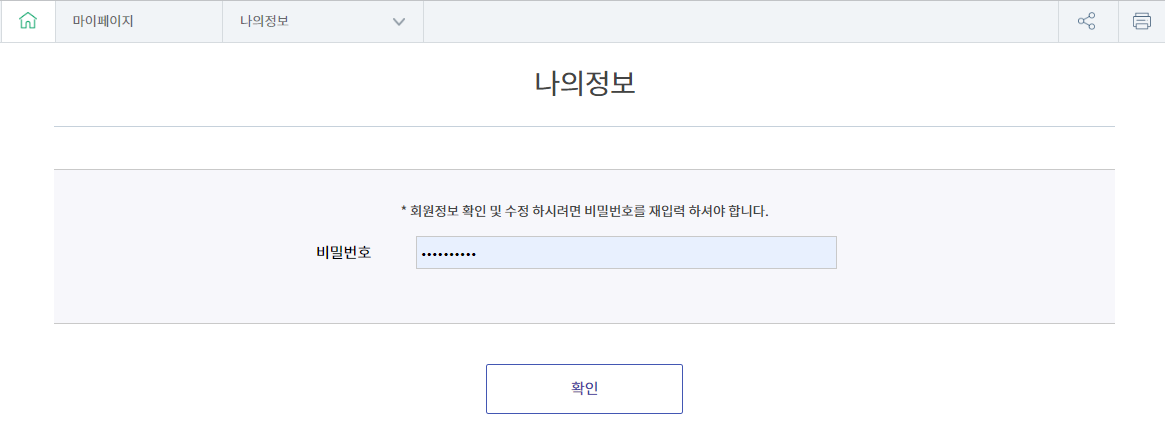 마이페이지 나의정보
나의정보
* 회원정보 확인 및 수정 하시려면 비밀번호를 재입력 하셔야 합니다.
비밀번호 ••••••••••
확인